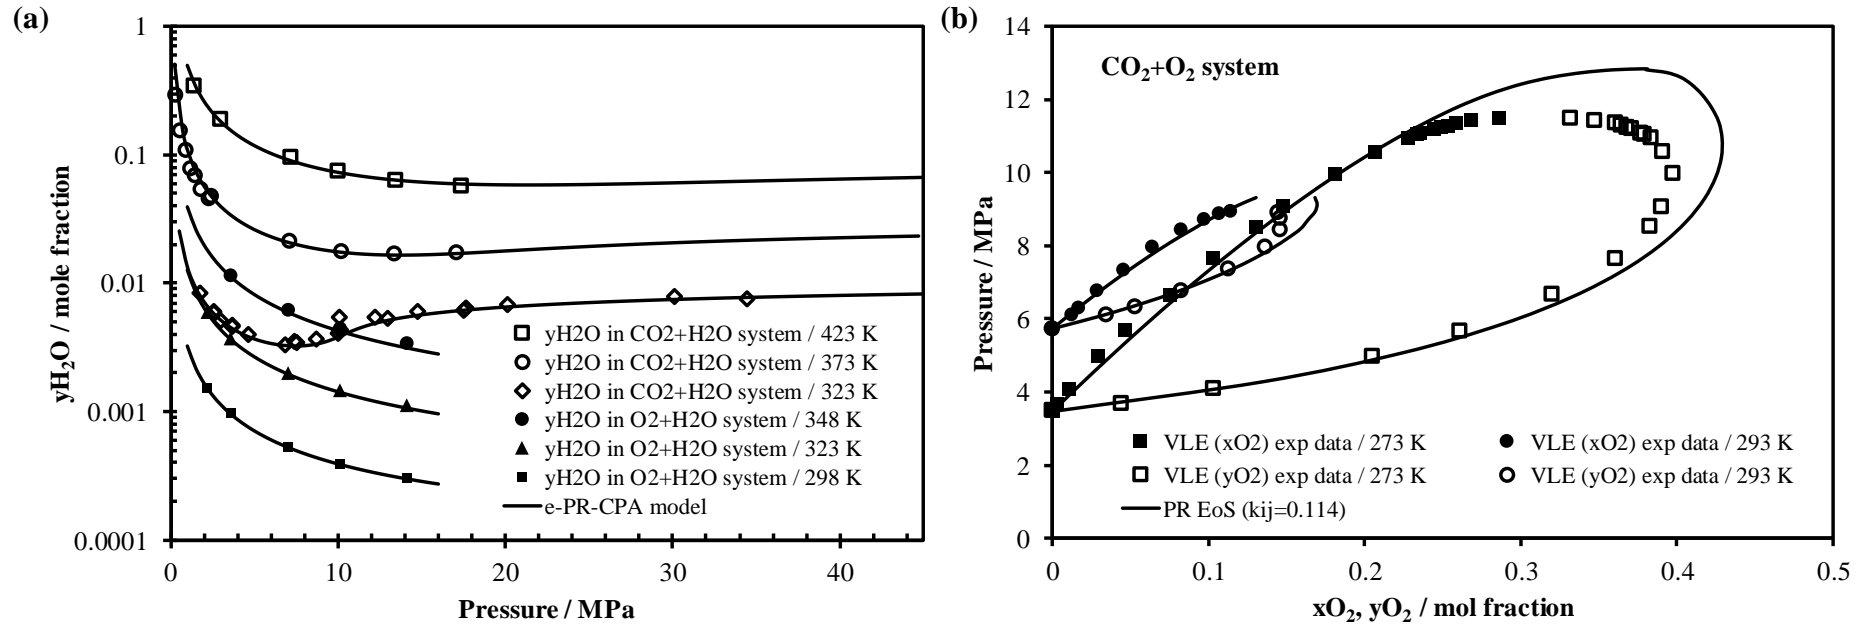 (a)
1
0.1
0.01
0.001
0.0001
yH2O / mole fraction
yH2O in CO2+H2O system / 423 K
yH2O in CO2+H2O system / 373 K
yH2O in CO2+H2O system / 323 K
yH2O in O2+H2O system / 348 K
yH2O in O2+H2O system / 323 K
yH2O in O2+H2O system / 298 K
e-PR-CPA model
0 10 20 30 40
Pressure / MPa
(b)
14
12
10
8
6
4
2
0
Pressure / MPa
CO2+O2 system
VLE (xO2) exp data / 273 K
VLE (xO2) exp data / 293 K
VLE (yO2) exp data / 273 K
VLE (yO2) exp data / 293 K
PR EoS (kij=0.114)
0 0.1 0.2 0.3 0.4 0.5
xO2, yO2 / mol fraction